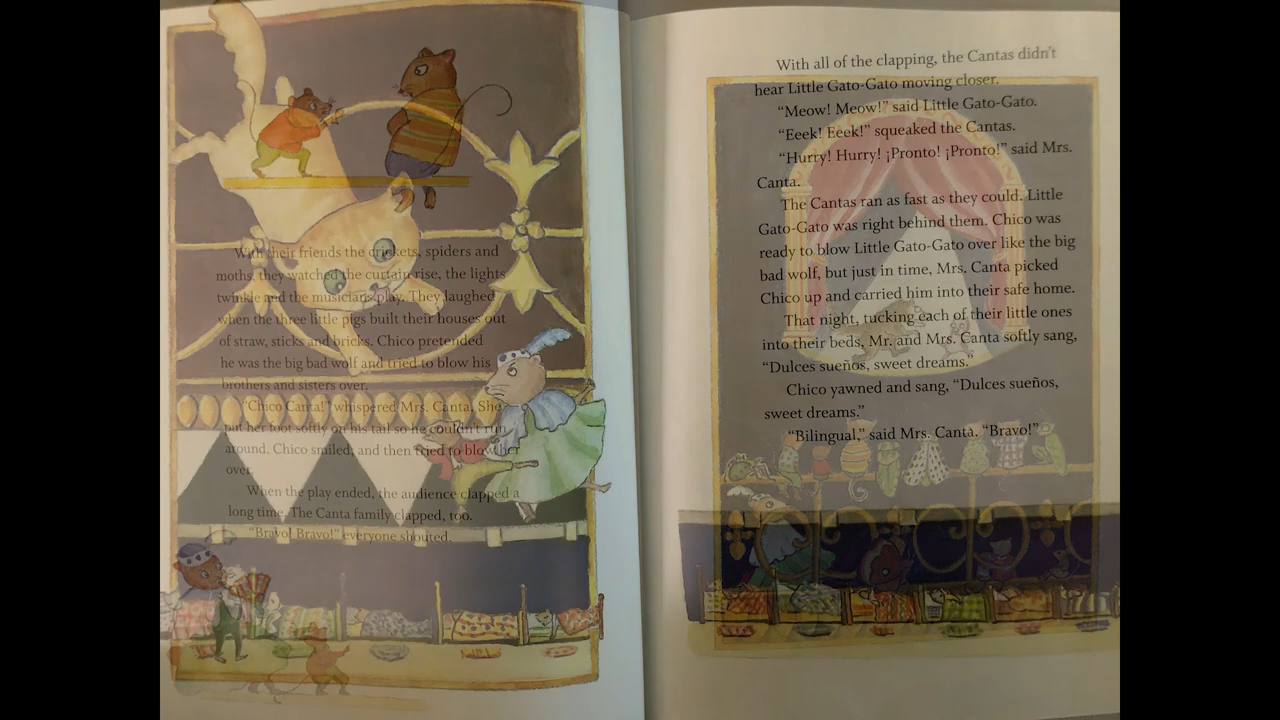 With their friends the crickets, spiders and
moths, they watched the curtain rise, the lights
twinkle and the musicians play. They laughed
when the three little pigs built their houses out
of straw, sticks and bricks. Chico pretended
he was the big bad wolf and tried to blow his
brothers and sisters over.
"Chico Canta!" whispered Mrs. Canta. She
put her foot softly on his tail so he couldn't run
around. Chico smiled, and then tried to blow her
over.
When the play ended, the audience clapped a
long time. The Canta family clapped, too.
"Bravo! Bravo!" everyone shouted.
With all of the clapping, the Cantas didn't
hear Little Gato-Gato moving closer.
"Meow! Meow!" said Little Gato-Gato.
"Eeek! Eeek!" squeaked the Cantas.
"Hurry! Hurry! ¡Pronto! ¡Pronto!" said Mrs.
Canta.
The Cantas ran as fast as they could. Little
Gato-Gato was right behind them. Chico was
ready to blow Little Gato-Gato over like the big
bad wolf, but just in time, Mrs. Canta picked
Chico up and carried him into their safe home.
That night, tucking each of their little ones
into their beds, Mr. and Mrs. Canta softly sang,
"Dulces sueños, sweet dreams."
Chico yawned and sang, "Dulces sueños,
sweet dreams."
"Bilingual," said Mrs. Canta. "Bravo!"